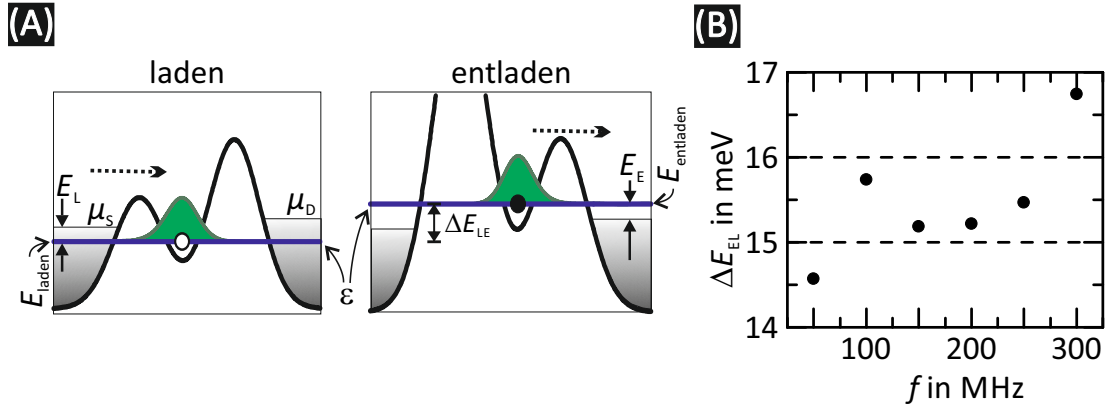 (A)
laden
entladen
E_L
μ_S
μ_D
E_laden
ε
ΔE_LE
E_E
E_entladen
(B)
17
16
15
14
ΔE_EL in meV
100
200
300
f in MHz